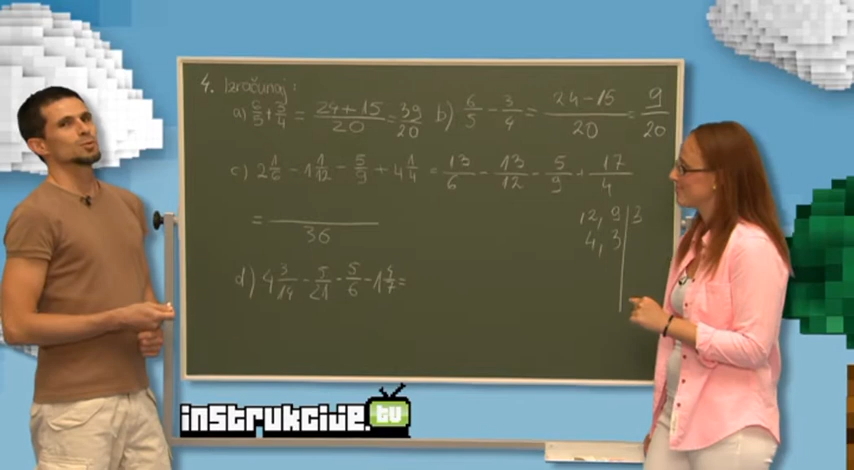 4. Izračunaj:
a) 6/5 + 3/4 = (24+15)/20 = 39/20 b) 6/5 - 3/4 = (24-15)/20 = 9/20
c) 2 1/6 - 1 1/12 - 5/9 + 4 1/4 = 13/6 - 13/12 - 5/9 + 17/4
12, 9 | 3
= /36
4, 3 |
d) 4 3/14 - 5/21 - 5/6 - 1 4/7 =
instrukcije.tv